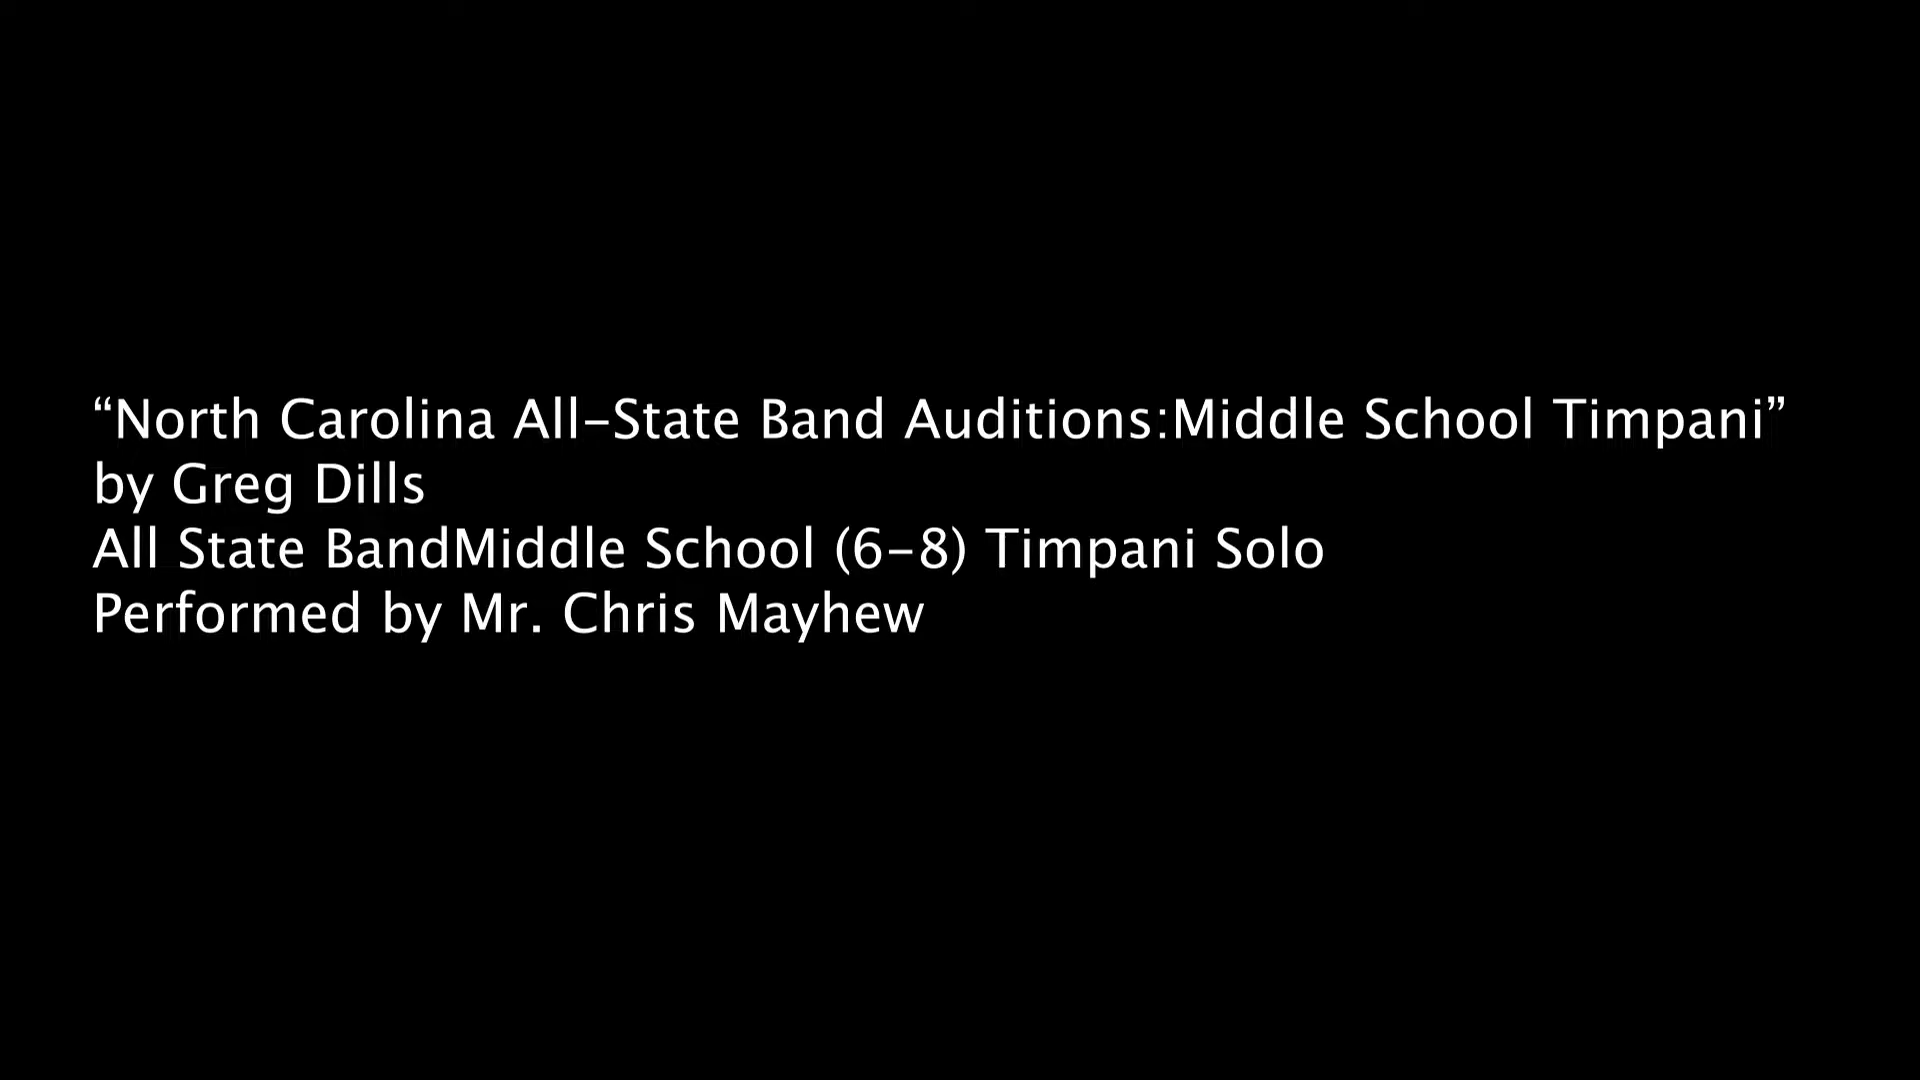 “North Carolina All-State Band Auditions:Middle School Timpani”
by Greg Dills
All State BandMiddle School (6-8) Timpani Solo
Performed by Mr. Chris Mayhew